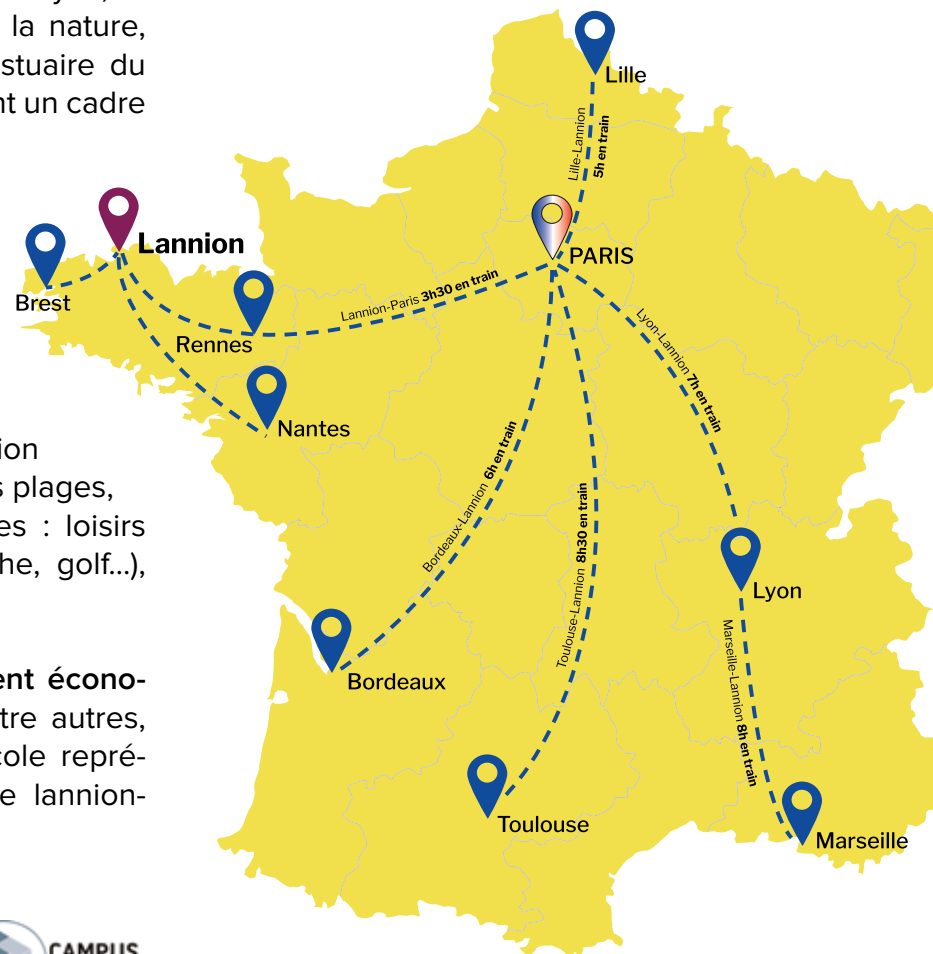 la nature,
stuaire du
nt un cadre
Lille
Lille-Lannion
5h en train
PARIS
Lannion
Brest
Lannion-Paris 3h30 en train
Rennes
Nantes
Lyon-Lannion 7h en train
ion
s plages,
es : loisirs
he, golf...),
Bordeaux-Lannion 6h en train
Toulouse-Lannion 8h30 en train
Lyon
Marseille-Lannion 8h en train
Bordeaux
ent écono-
tre autres,
cole repré-
e lannion-
Toulouse
Marseille
CAMPUS